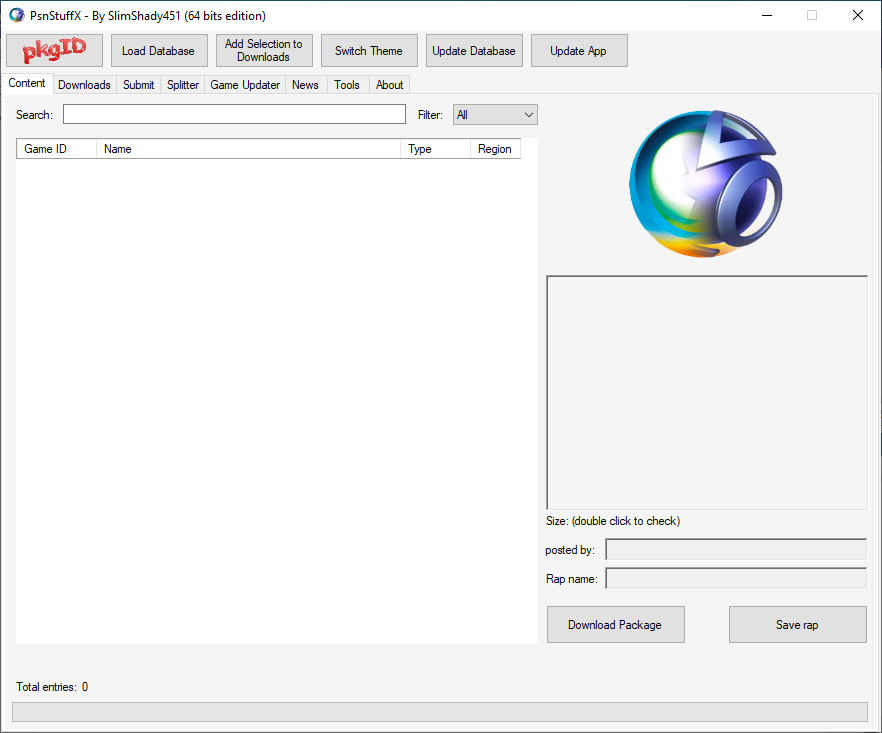 PsnStuffX - By SlimShady451 (64 bits edition)
pkgID
Load Database
Add Selection to
Downloads
Switch Theme
Update Database
Update App
Content
Downloads
Submit
Splitter
Game Updater
News
Tools
About
Search:
Filter:
All
Game ID
Name
Type
Region
Size: (double click to check)
posted by:
Rap name:
Download Package
Save rap
Total entries: 0